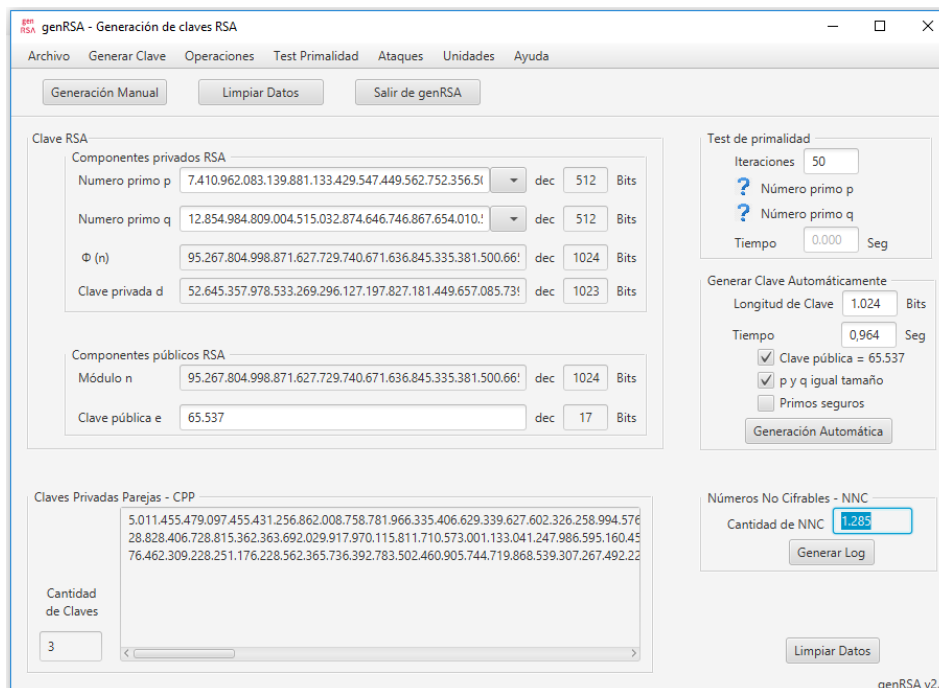 gen RSA genRSA - Generación de claves RSA
Archivo Generar Clave Operaciones Test Primalidad Ataques Unidades Ayuda
Generación Manual Limpiar Datos Salir de genRSA
Clave RSA
Componentes privados RSA
Numero primo p 7.410.962.083.139.881.133.429.547.449.562.752.356.50 dec 512 Bits
Numero primo q 12.854.984.809.004.515.032.874.646.746.867.654.010. dec 512 Bits
Φ (n) 95.267.804.998.871.627.729.740.671.636.845.335.381.500.665 dec 1024 Bits
Clave privada d 52.645.357.978.533.269.296.127.197.827.181.449.657.085.739 dec 1023 Bits
Componentes públicos RSA
Módulo n 95.267.804.998.871.627.729.740.671.636.845.335.381.500.665 dec 1024 Bits
Clave pública e 65.537 dec 17 Bits
Test de primalidad
Iteraciones 50
? Número primo p
? Número primo q
Tiempo 0.000 Seg
Generar Clave Automáticamente
Longitud de Clave 1.024 Bits
Tiempo 0,964 Seg
Clave pública = 65.537
p y q igual tamaño
Primos seguros
Generación Automática
Claves Privadas Parejas - CPP
5.011.455.479.097.455.431.256.862.008.758.781.966.335.406.629.339.627.602.326.258.994.576
28.828.406.728.815.362.363.692.029.917.970.115.811.710.573.001.133.041.247.986.595.160.45
76.462.309.228.251.176.228.562.365.736.392.783.502.460.905.744.719.868.539.307.267.492.22
Cantidad
de Claves
3
Números No Cifrables - NNC
Cantidad de NNC 1.285
Generar Log
Limpiar Datos
genRSA v2.